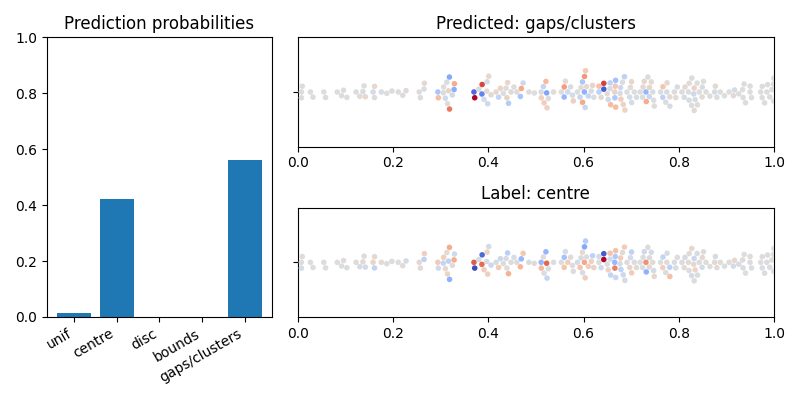 Prediction probabilities
1.0
0.8
0.6
0.4
0.2
0.0
unif
centre
disc
bounds
gaps/clusters
Predicted: gaps/clusters
0.0 0.2 0.4 0.6 0.8 1.0
Label: centre
0.0 0.2 0.4 0.6 0.8 1.0